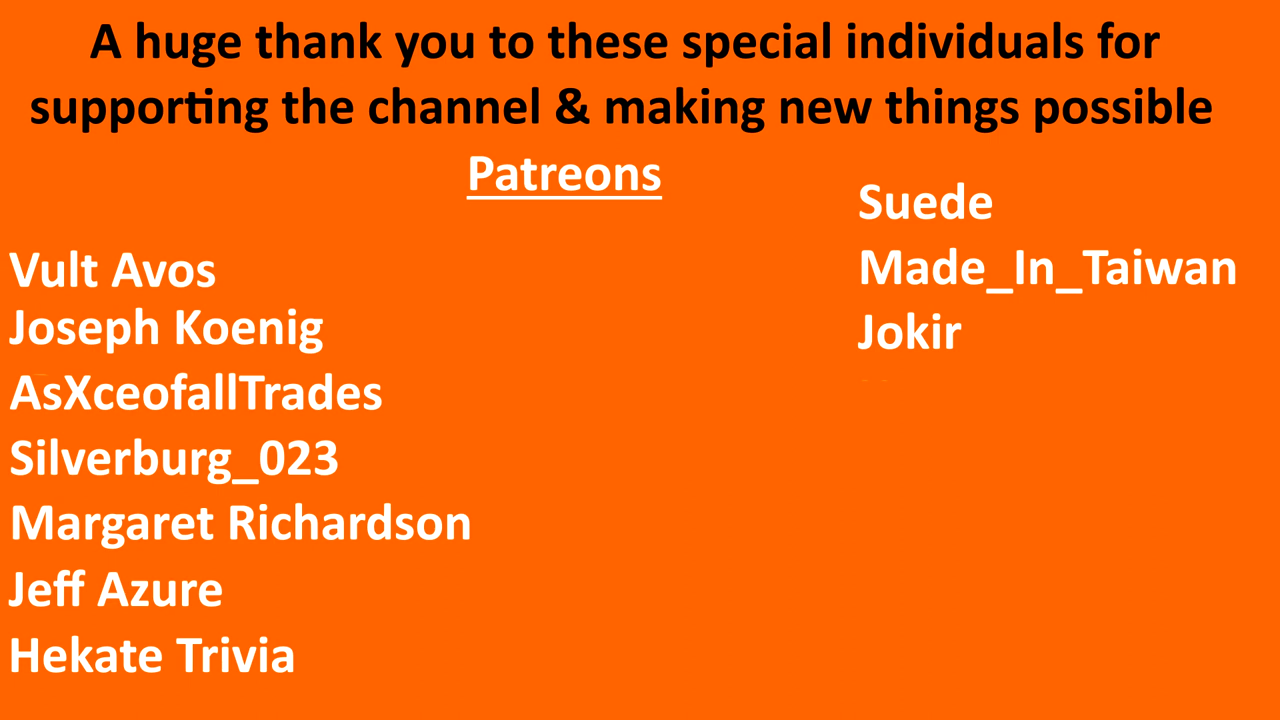 A huge thank you to these special individuals for
supporting the channel & making new things possible
Patreons
Vult Avos
Joseph Koenig
AsXceofallTrades
Silverburg_023
Margaret Richardson
Jeff Azure
Hekate Trivia
Suede
Made_In_Taiwan
Jokir